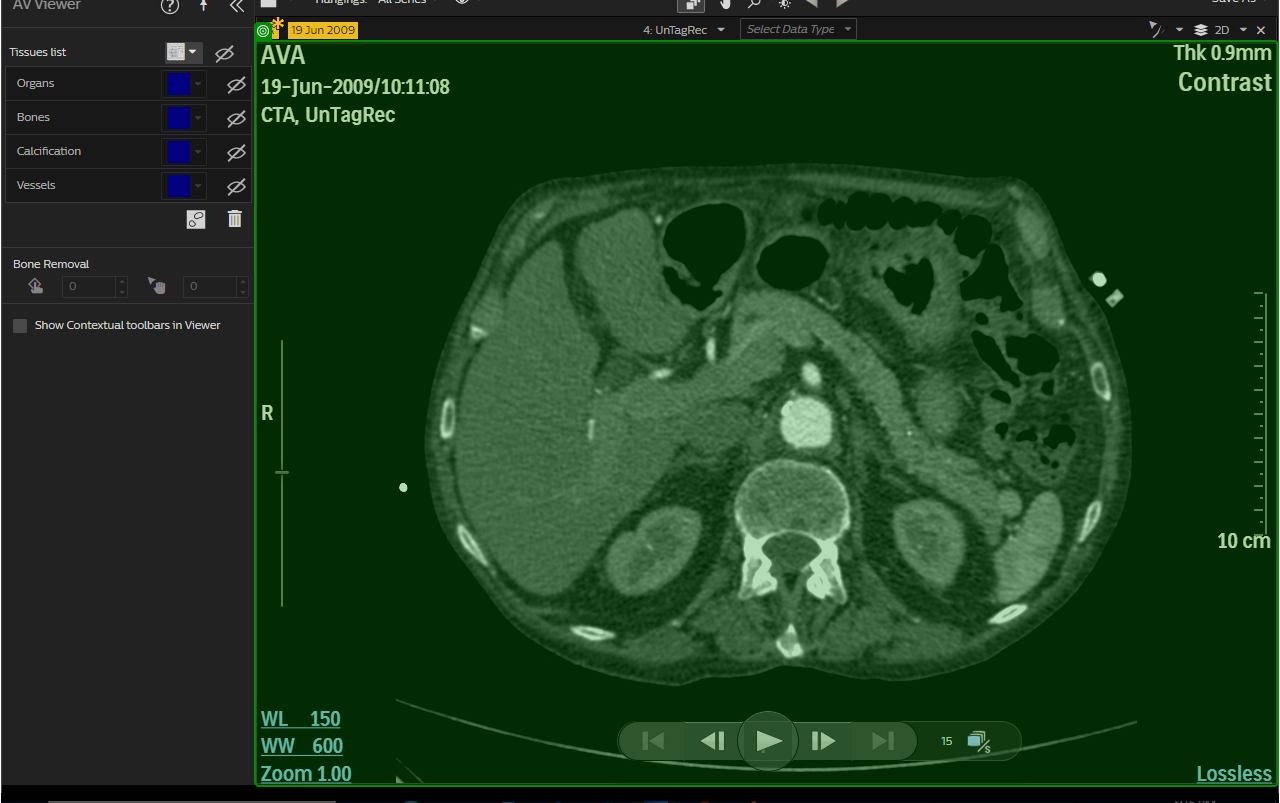 AV Viewer
Hangings: All Series
Save As
19 Jun 2009
4: UnTagRec
Select Data Type
2D
Tissues list
Organs
Bones
Calcification
Vessels
Bone Removal
0
0
Show Contextual toolbars in Viewer
AVA
19-Jun-2009/10:11:08
CTA, UnTagRec
Thk 0.9mm
Contrast
R
10 cm
WL 150
WW 600
Zoom 1.00
15
S
Lossless